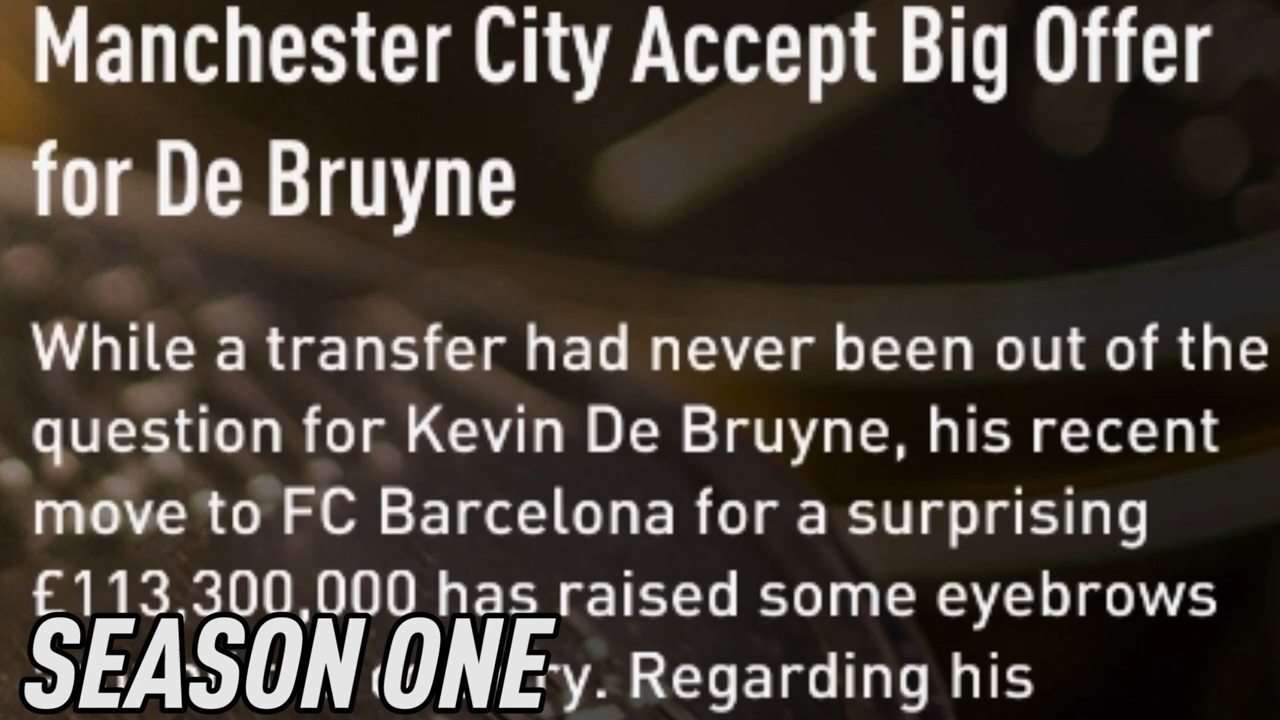 Manchester City Accept Big Offer
for De Bruyne
While a transfer had never been out of the
question for Kevin De Bruyne, his recent
move to FC Barcelona for a surprising
£113,300,000 has raised some eyebrows
Regarding his
SEASON ONE